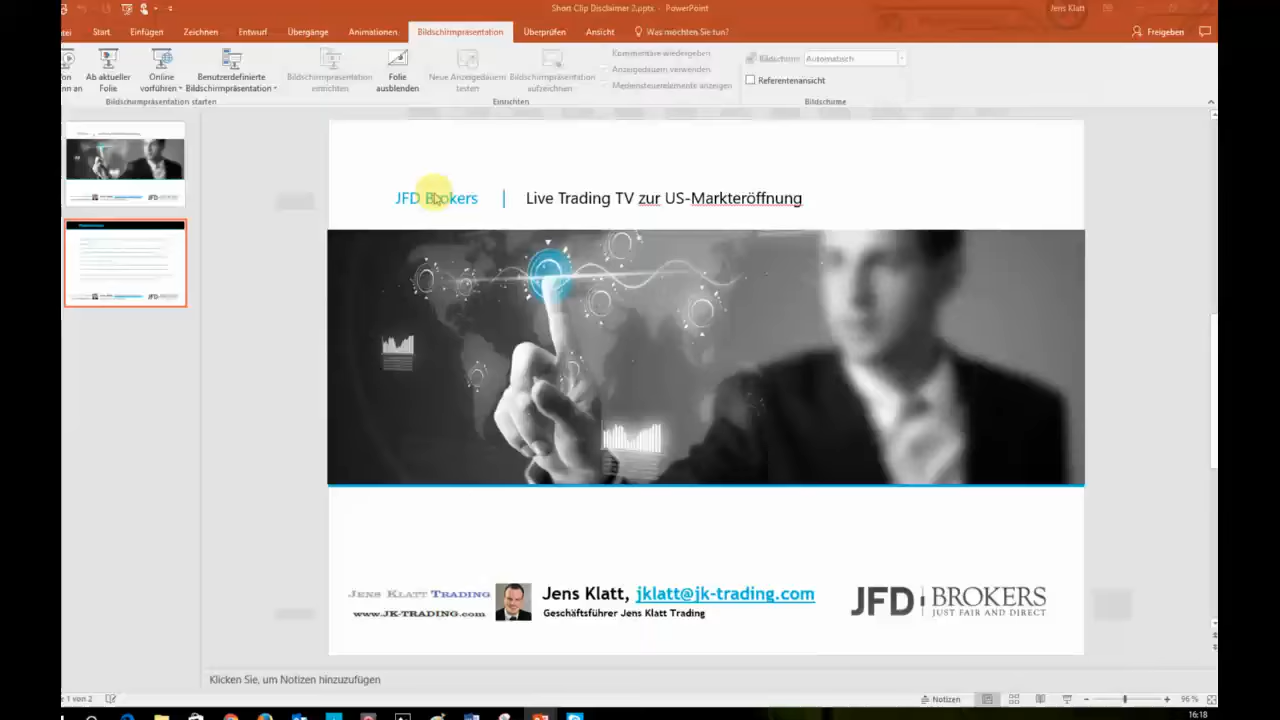 Short Clip Disclaimer 2.pptx - PowerPoint
Jens Klatt
Start Einfügen Zeichnen Entwurf Übergänge Animationen Bildschirmpräsentation Überprüfen Ansicht Was möchten Sie tun?
Freigeben
Ab aktueller Folie
Online vorführen
Benutzerdefinierte Bildschirmpräsentation
Bildschirmpräsentation einrichten
Folie ausblenden
Neue Anzeigedauern testen
Bildschirmpräsentation aufzeichnen
Kommentare wiedergeben
Anzeigedauern verwenden
Mediensteuerelemente anzeigen
Bildschirm: Automatisch
Referentenansicht
Bildschirmpräsentation starten
Einrichten
Bildschirme
JFD Brokers | Live Trading TV zur US-Markteröffnung
JENS KLATT TRADING
www.JK-TRADING.com
Jens Klatt, jklatt@jk-trading.com
Geschäftsführer Jens Klatt Trading
JFD BROKERS
JUST FAIR AND DIRECT
Klicken Sie, um Notizen hinzuzufügen
1 von 2
Notizen
96 %
16:18